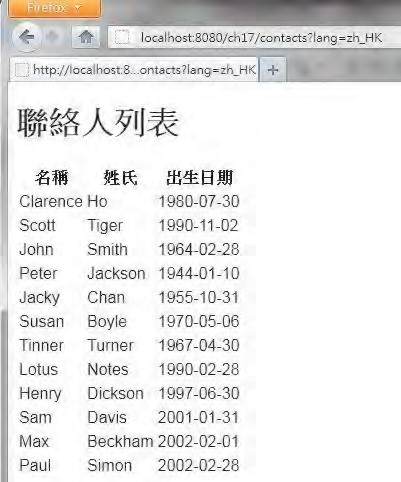 Firefox
localhost:8080/ch17/contacts?lang=zh_HK
http://localhost:8...ontacts?lang=zh_HK
聯絡人列表
名稱 姓氏 出生日期
Clarence Ho 1980-07-30
Scott Tiger 1990-11-02
John Smith 1964-02-28
Peter Jackson 1944-01-10
Jacky Chan 1955-10-31
Susan Boyle 1970-05-06
Tinner Turner 1967-04-30
Lotus Notes 1990-02-28
Henry Dickson 1997-06-30
Sam Davis 2001-01-31
Max Beckham 2002-02-01
Paul Simon 2002-02-28